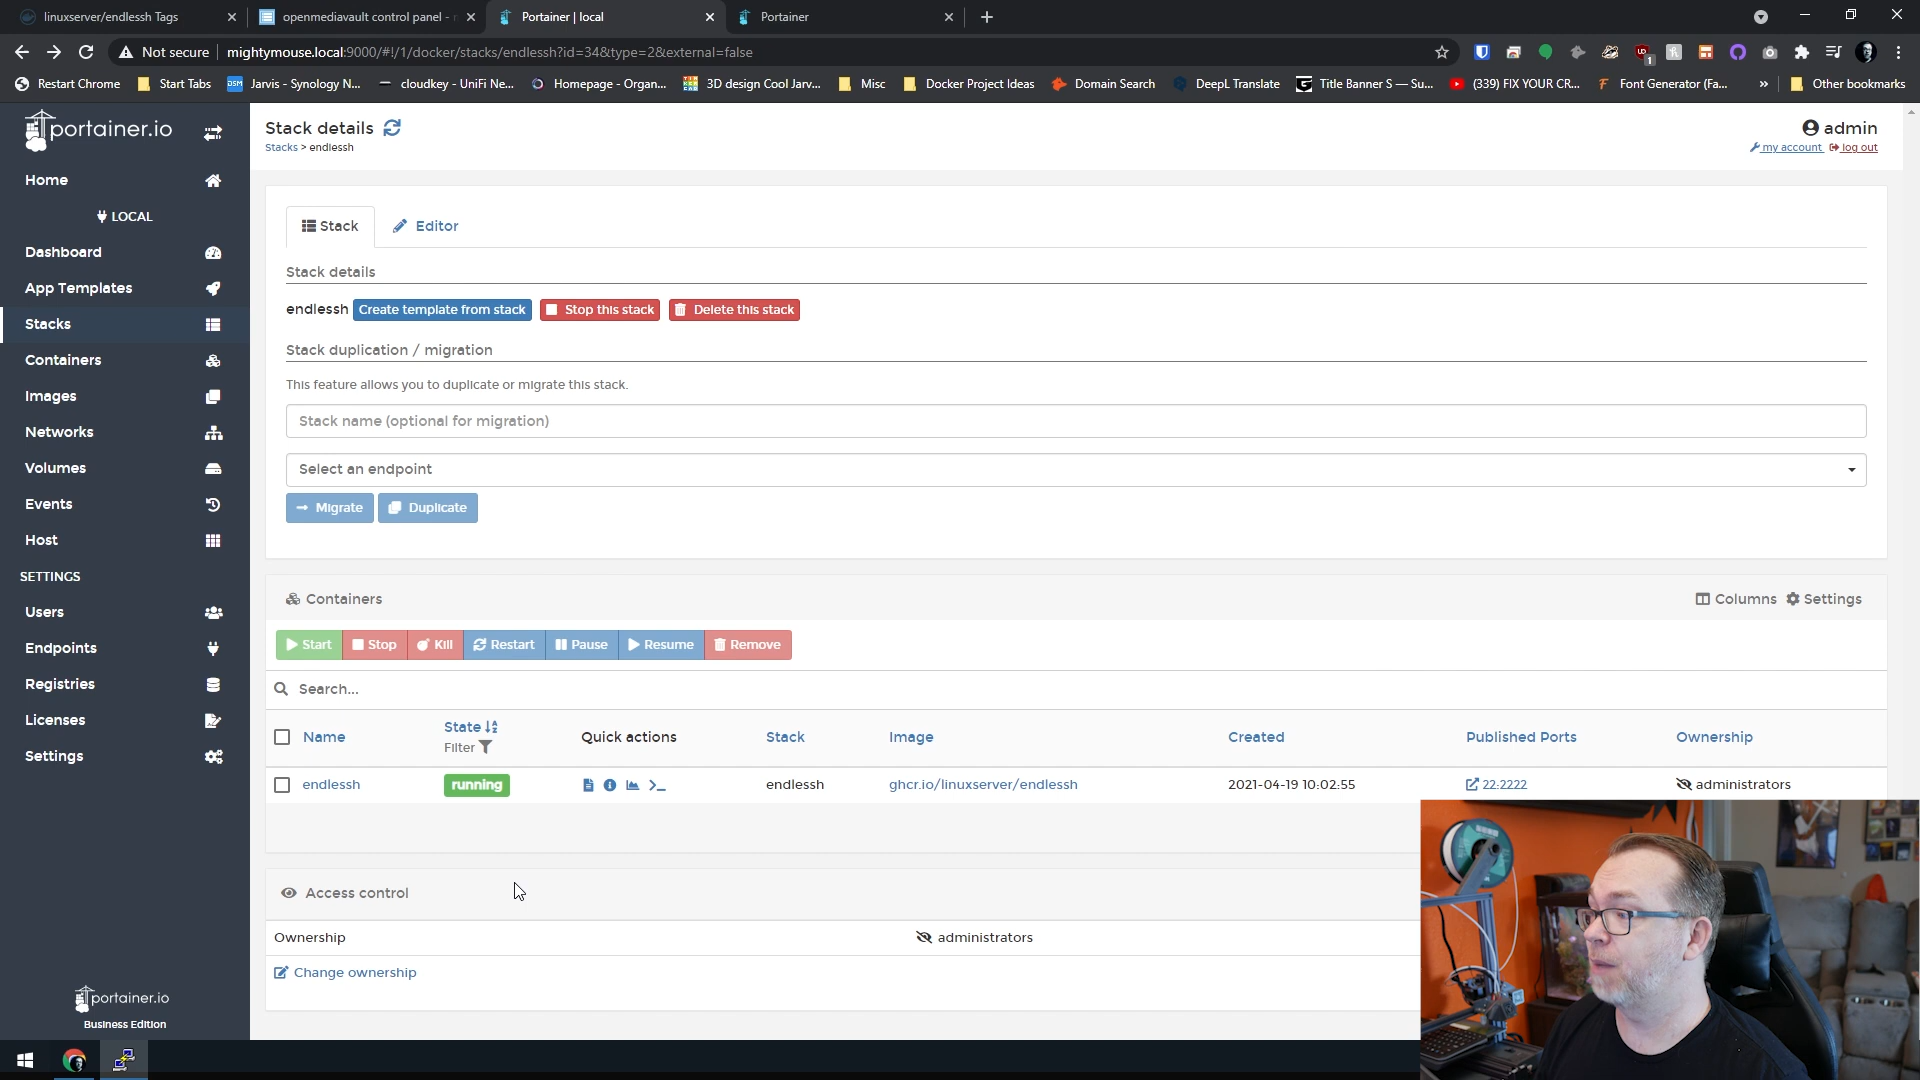 linuxserver/endlessh Tags
openmediavault control panel -
Portainer | local
Portainer
Not secure
mightymouse.local:9000/#!/1/docker/stacks/endlessh?id=34&type=2&external=false
Restart Chrome
Start Tabs
Jarvis - Synology N...
cloudkey - UniFi Ne...
Homepage - Organ...
3D design Cool Jarv...
Misc
Docker Project Ideas
Domain Search
DeepL Translate
Title Banner S — Su...
(339) FIX YOUR CR...
Font Generator (Fa...
»
Other bookmarks
portainer.io
Stack details
admin
Stacks > endlessh
my account
log out
Home
LOCAL
Dashboard
App Templates
Stacks
Containers
Images
Networks
Volumes
Events
Host
SETTINGS
Users
Endpoints
Registries
Licenses
Settings
portainer.io
Business Edition
Stack
Editor
Stack details
endlessh
Create template from stack
Stop this stack
Delete this stack
Stack duplication / migration
This feature allows you to duplicate or migrate this stack.
Stack name (optional for migration)
Select an endpoint
Migrate
Duplicate
Containers
Columns
Settings
Start
Stop
Kill
Restart
Pause
Resume
Remove
Search...
Name
State
Filter
Quick actions
Stack
Image
Created
Published Ports
Ownership
endlessh
running
endlessh
ghcr.io/linuxserver/endlessh
2021-04-19 10:02:55
22:2222
administrators
Access control
Ownership
administrators
Change ownership